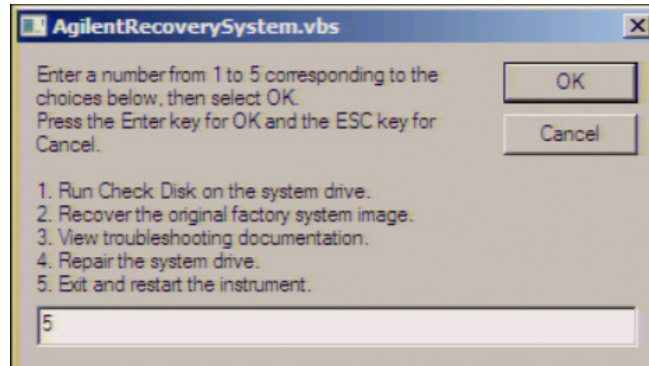 AgilentRecoverySystem.vbs
Enter a number from 1 to 5 corresponding to the
choices below, then select OK.
Press the Enter key for OK and the ESC key for
Cancel.
OK
Cancel
1. Run Check Disk on the system drive.
2. Recover the original factory system image.
3. View troubleshooting documentation.
4. Repair the system drive.
5. Exit and restart the instrument.
5